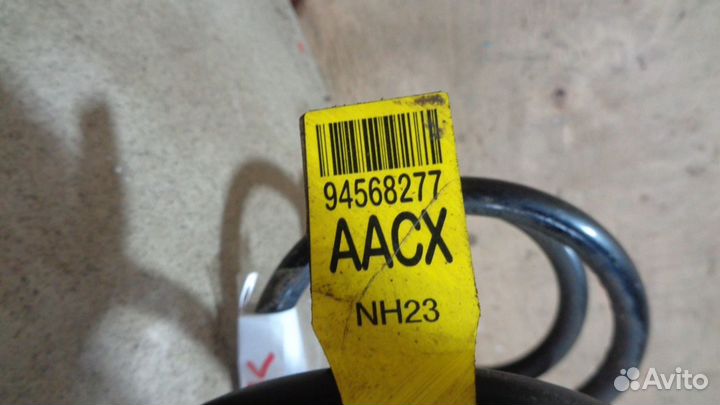 94568277
AACX
NH23
Avito